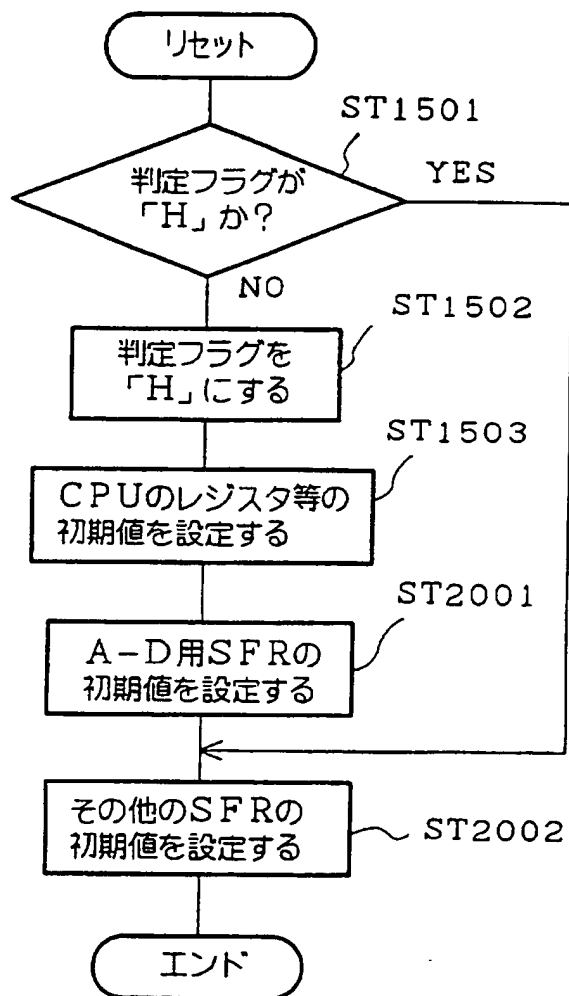 リセット
ST1501
判定フラグが
「H」か?
YES
NO
ST1502
判定フラグを
「H」にする
ST1503
CPUのレジスタ等の
初期値を設定する
ST2001
A-D用SFRの
初期値を設定する
その他のSFRの
初期値を設定する
ST2002
エンド